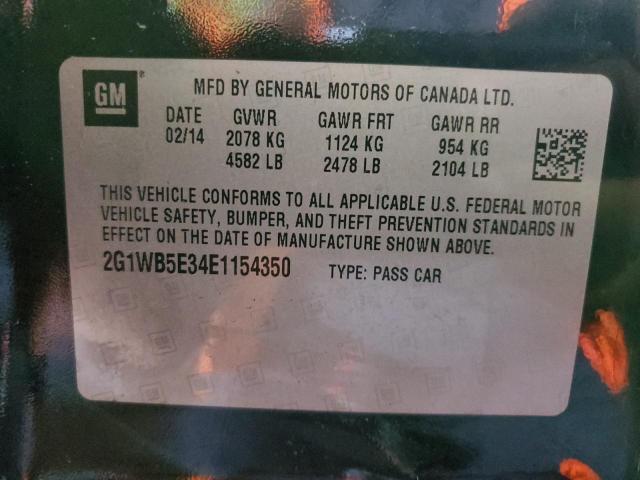 GM
MFD BY GENERAL MOTORS OF CANADA LTD.
DATE GVWR GAWR FRT GAWR RR
02/14 2078 KG 1124 KG 954 KG
4582 LB 2478 LB 2104 LB
THIS VEHICLE CONFORMS TO ALL APPLICABLE U.S. FEDERAL MOTOR
VEHICLE SAFETY, BUMPER, AND THEFT PREVENTION STANDARDS IN
EFFECT ON THE DATE OF MANUFACTURE SHOWN ABOVE.
2G1WB5E34E1154350 TYPE: PASS CAR